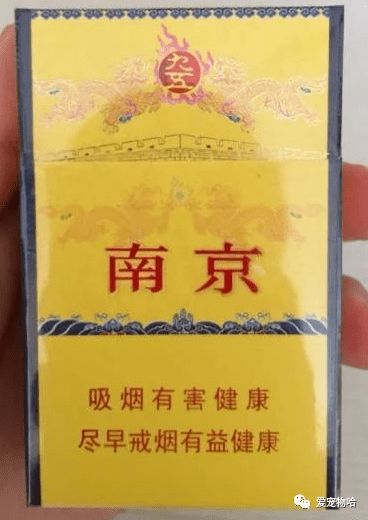 九五
南京
吸烟有害健康
尽早戒烟有益健康
爱宠物哈